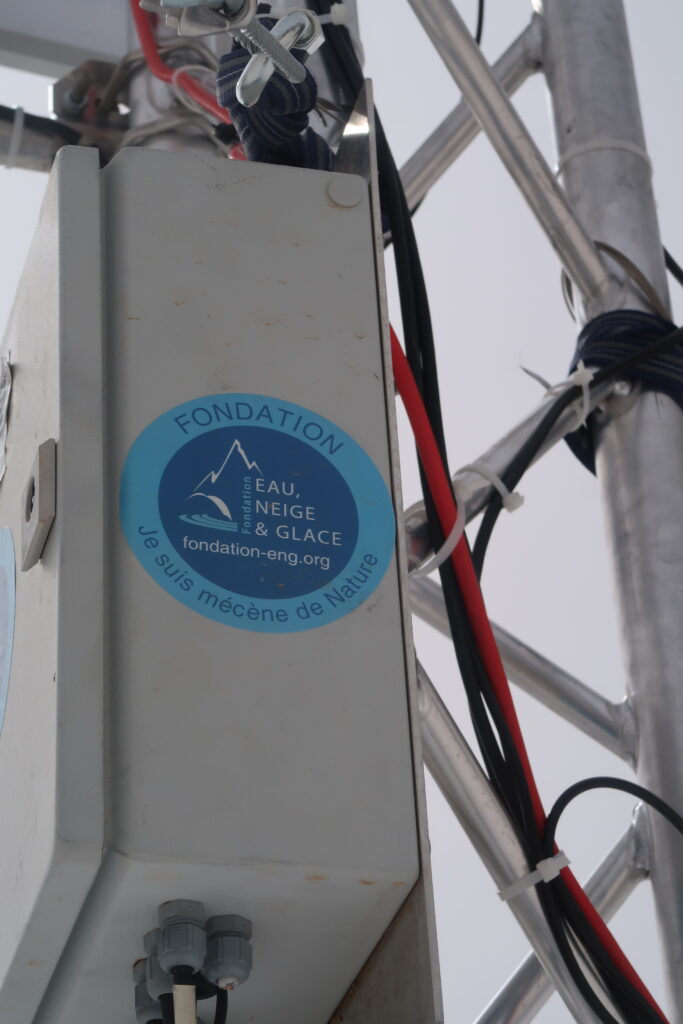 FONDATION
Fondation
EAU,
NEIGE
& GLACE
fondation-eng.org
Je suis mécène de Nature